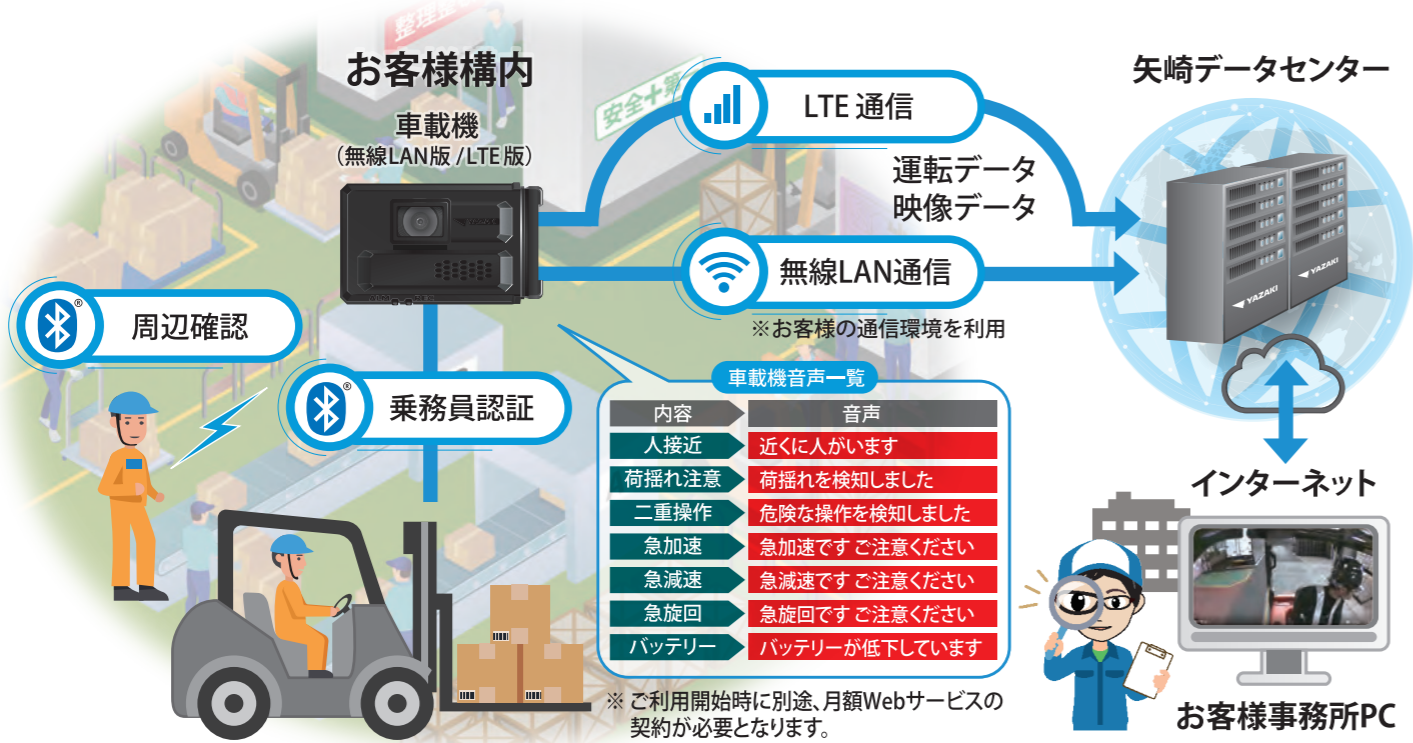 整理整
安全＋第
お客様構内
車載機
(無線LAN版 / LTE 版)
YAZAKI
LTE 通信
運転データ
映像データ
無線LAN通信
※お客様の通信環境を利用
矢崎データセンター
YAZAKI
YAZAKI
® 周辺確認
® 乗務員認証
車載機音声一覧
内容 音声
人接近 近くに人がいます
荷揺れ注意 荷揺れを検知しました
二重操作 危険な操作を検知しました
急加速 急加速です ご注意ください
急減速 急減速です ご注意ください
急旋回 急旋回です ご注意ください
バッテリー バッテリーが低下しています
※ ご利用開始時に別途、月額Webサービスの
契約が必要となります。
インターネット
お客様事務所PC